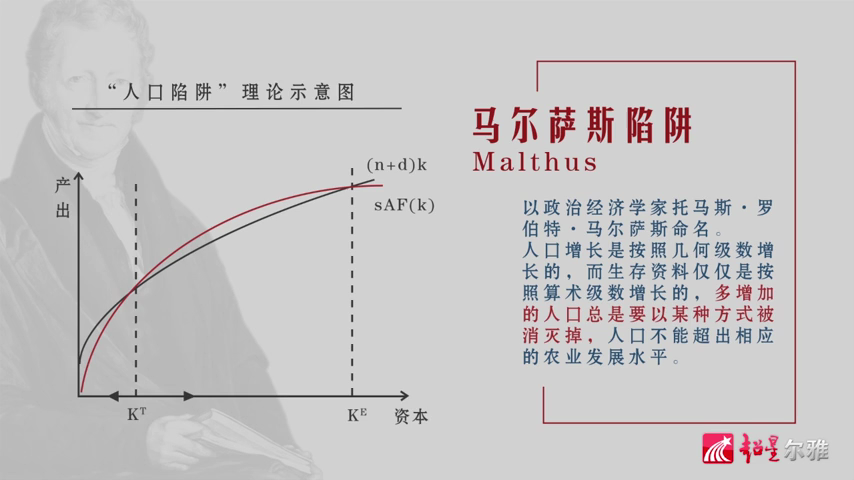 “人口陷阱”理论示意图
产出
(n+d)k
sAF(k)
Kᵀ
Kᴱ
资本
马尔萨斯陷阱
Malthus
以政治经济学家托马斯·罗
伯特·马尔萨斯命名。
人口增长是按照几何级数增
长的，而生存资料仅仅是按
照算术级数增长的，多增加
的人口总是要以某种方式被
消灭掉，人口不能超出相应
的农业发展水平。
超星尔雅